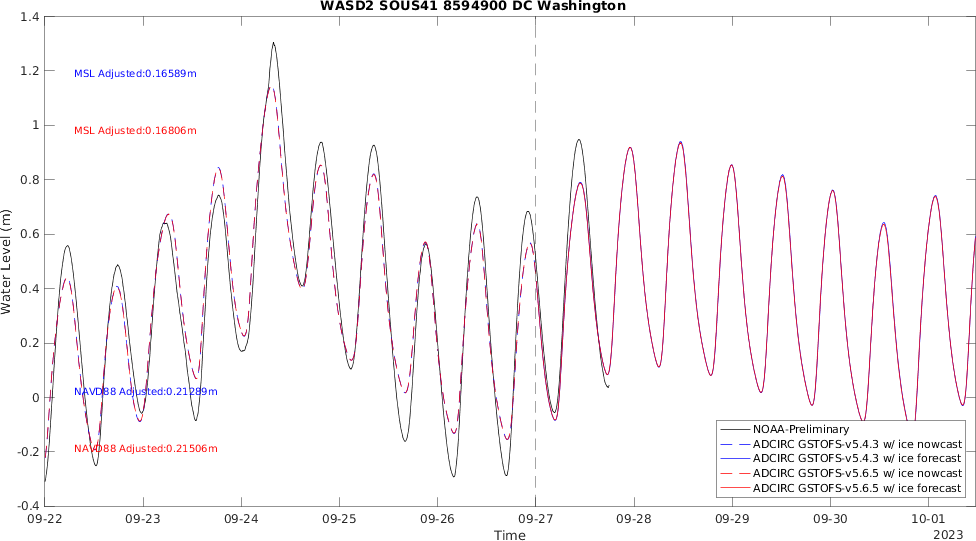 WASD2 SOUS41 8594900 DC Washington
1.4
1.2
1
0.8
0.6
0.4
0.2
0
-0.2
-0.4
Water Level (m)
MSL Adjusted:0.16589m
MSL Adjusted:0.16806m
NAVD88 Adjusted:0.21289m
NAVD88 Adjusted:0.21506m
NOAA-Preliminary
ADCIRC GSTOFS-v5.4.3 w/ ice nowcast
ADCIRC GSTOFS-v5.4.3 w/ ice forecast
ADCIRC GSTOFS-v5.6.5 w/ ice nowcast
ADCIRC GSTOFS-v5.6.5 w/ ice forecast
09-22 09-23 09-24 09-25 09-26 09-27 09-28 09-29 09-30 10-01
Time
2023